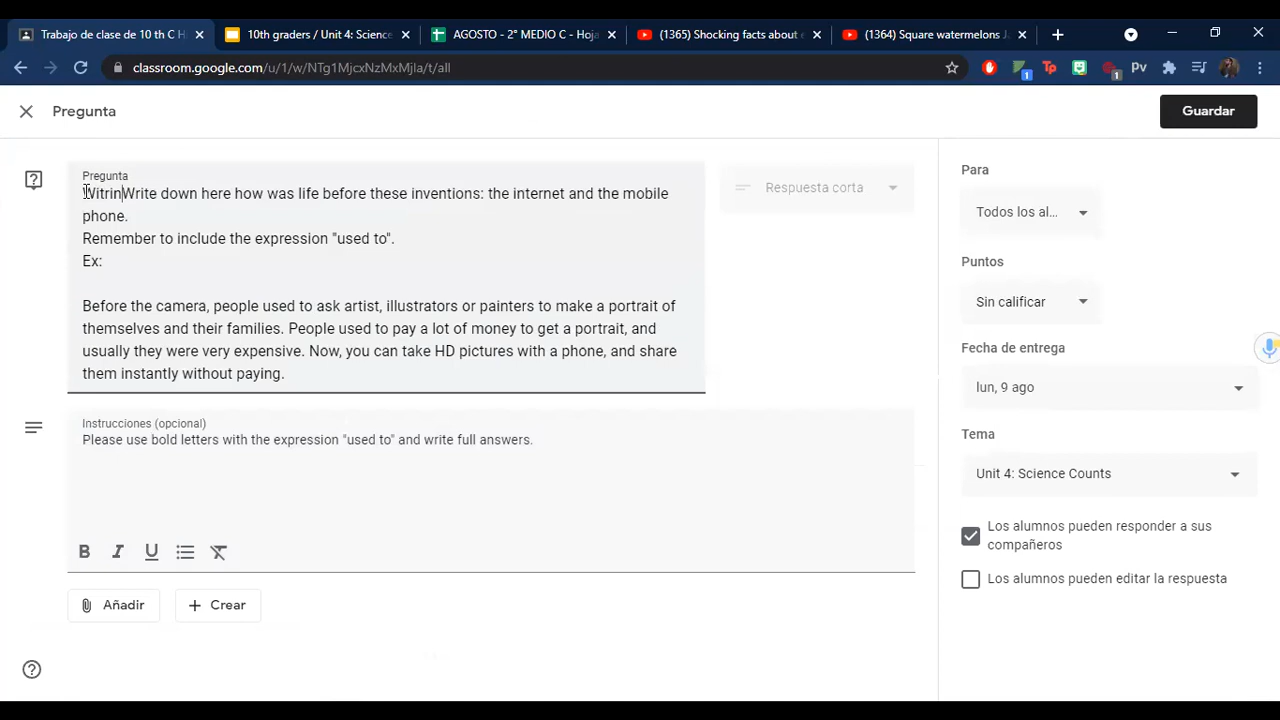 Trabajo de clase de 10 th C H
10th graders / Unit 4: Science
AGOSTO - 2° MEDIO C - Hoja
(1365) Shocking facts about e
(1364) Square watermelons J
classroom.google.com/u/1/w/NTg1MjcxNzMxMjIa/t/all
Pregunta
Guardar
Pregunta
VitrinWrite down here how was life before these inventions: the internet and the mobile
phone.
Remember to include the expression "used to".
Ex:
Before the camera, people used to ask artist, illustrators or painters to make a portrait of
themselves and their families. People used to pay a lot of money to get a portrait, and
usually they were very expensive. Now, you can take HD pictures with a phone, and share
them instantly without paying.
Respuesta corta
Instrucciones (opcional)
Please use bold letters with the expression "used to" and write full answers.
B I U
Añadir
Crear
Para
Todos los al...
Puntos
Sin calificar
Fecha de entrega
lun, 9 ago
Tema
Unit 4: Science Counts
Los alumnos pueden responder a sus
compañeros
Los alumnos pueden editar la respuesta